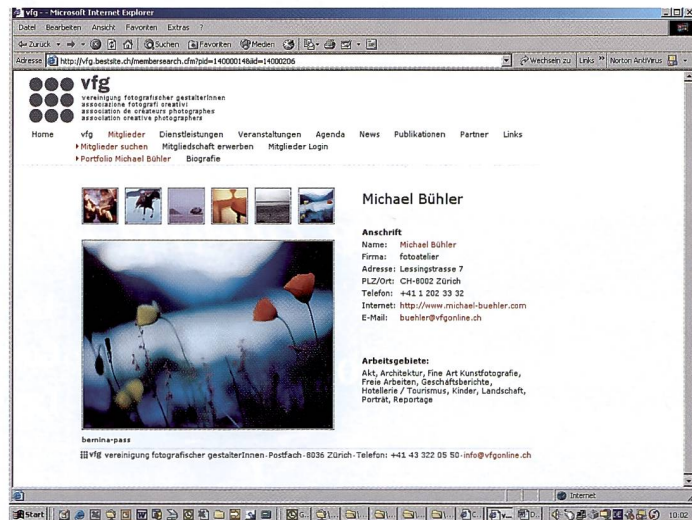 vfg - - Microsoft Internet Explorer
Datei Bearbeiten Ansicht Favoriten Extras ?
Zurück Suchen Favoriten Medien
Adresse http://vfg.bestsite.ch/membersearch.cfm?pid=14000014&id=14000206 Wechseln zu Links » Norton AntiVirus
vfg
vereinigung fotografischer gestalterInnen
associazione fotografi creativi
association de créateurs photographes
association creative photographers
Home vfg Mitglieder Dienstleistungen Veranstaltungen Agenda News Publikationen Partner Links
Mitglieder suchen Mitgliedschaft erwerben Mitglieder Login
Portfolio Michael Bühler Biografie
Michael Bühler
Anschrift
Name: Michael Bühler
Firma: fotoatelier
Adresse: Lessingstrasse 7
PLZ/Ort: CH-8002 Zürich
Telefon: +41 1 202 33 32
Internet: http://www.michael-buehler.com
E-Mail: buehler@vfgonline.ch
Arbeitsgebiete:
Akt, Architektur, Fine Art Kunstfotografie,
Freie Arbeiten, Geschäftsberichte,
Hotellerie / Tourismus, Kinder, Landschaft,
Porträt, Reportage
bernina-pass
vfg vereinigung fotografischer gestalterInnen · Postfach · 8036 Zürich · Telefon: +41 43 322 05 50 · info@vfgonline.ch
Internet
Start 10:02